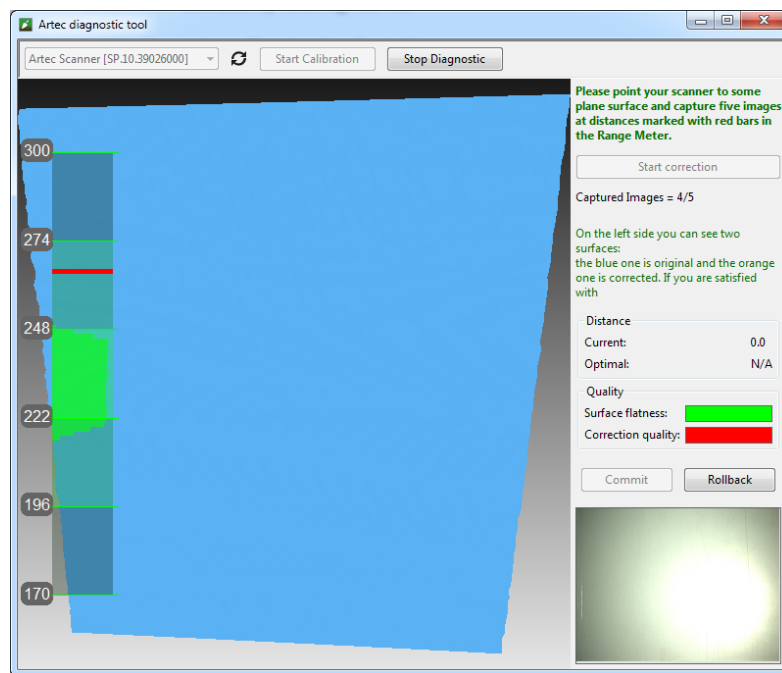 Artec diagnostic tool
Artec Scanner [SP.10.39026000]
Start Calibration
Stop Diagnostic
300
274
248
222
196
170
Please point your scanner to some
plane surface and capture five images
at distances marked with red bars in
the Range Meter.
Start correction
Captured Images = 4/5
On the left side you can see two
surfaces:
the blue one is original and the orange
one is corrected. If you are satisfied
with
Distance
Current: 0.0
Optimal: N/A
Quality
Surface flatness:
Correction quality:
Commit
Rollback